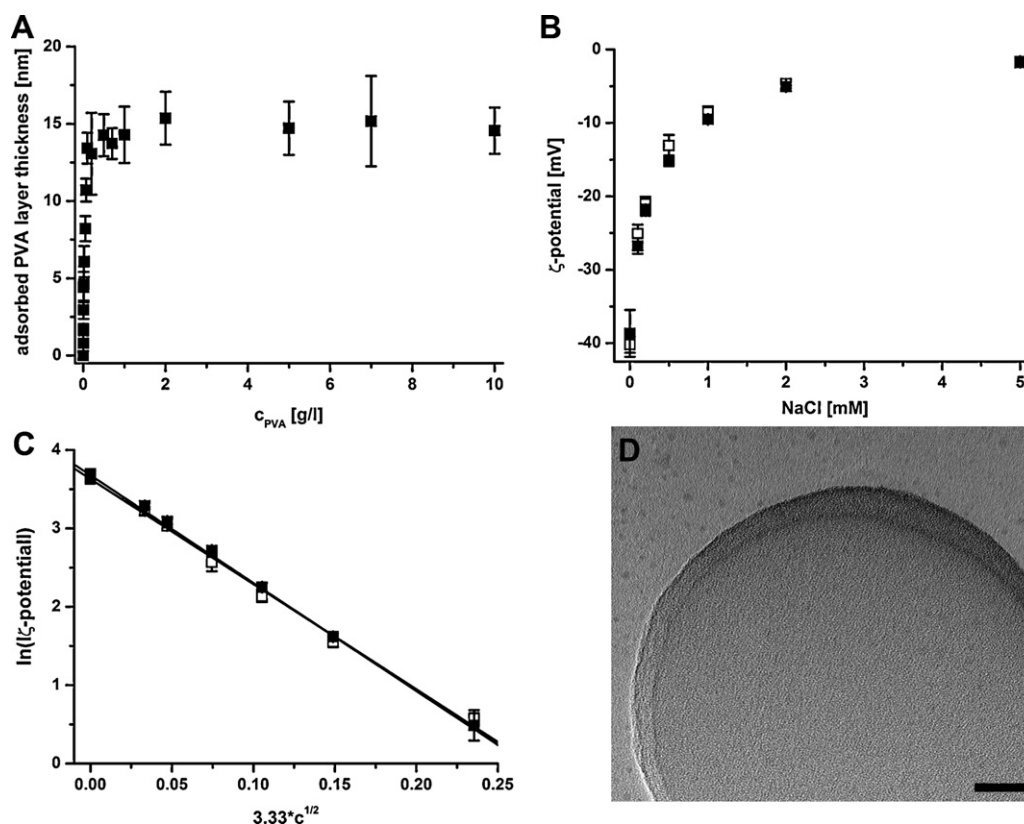 A
adsorbed PVA layer thickness [nm]
20
15
10
5
0
0 2 4 6 8 10
c_PVA [g/l]
B
ζ-potential [mV]
0
-10
-20
-30
-40
0 1 2 3 4 5
NaCl [mM]
C
ln(Iζ-potentialI)
4
3
2
1
0
0.00 0.05 0.10 0.15 0.20 0.25
3.33*c^1/2
D